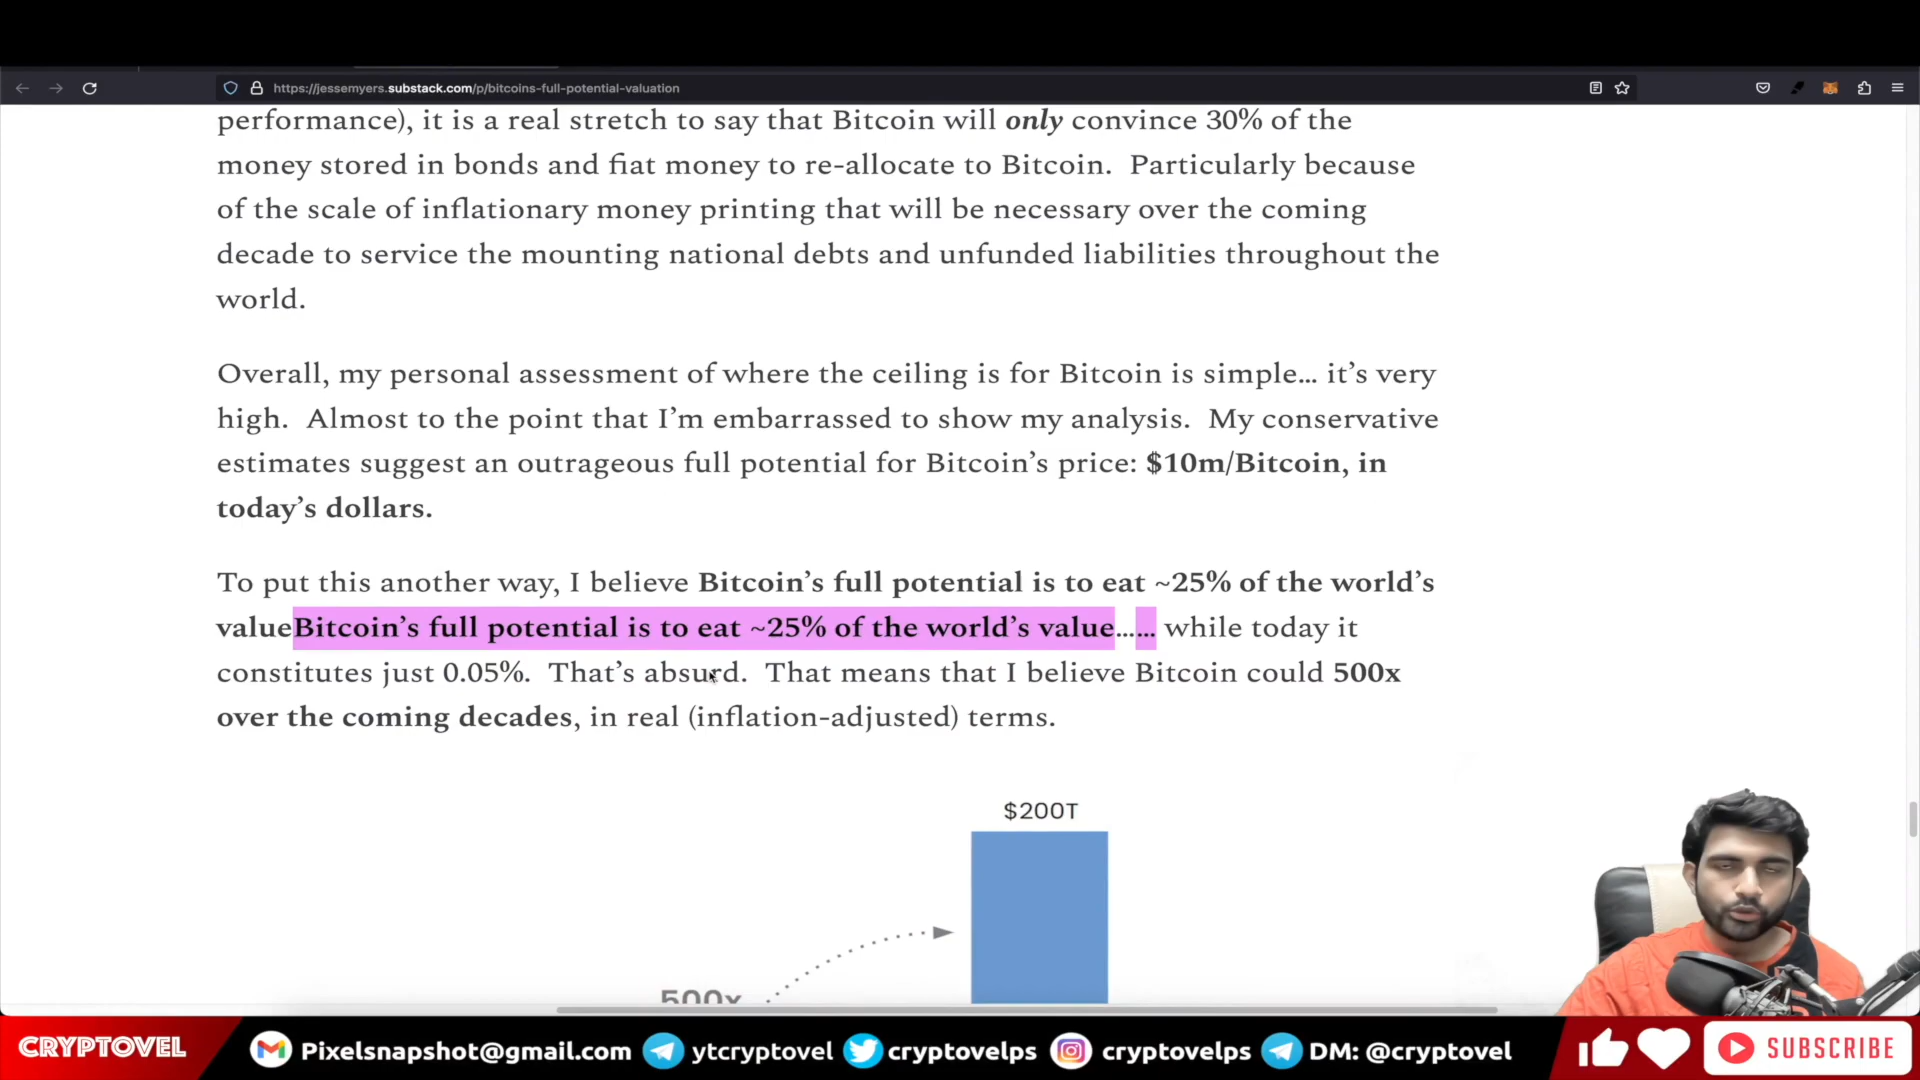 https://jessemyers.substack.com/p/bitcoins-full-potential-valuation
performance), it is a real stretch to say that Bitcoin will only convince 30% of the
money stored in bonds and fiat money to re-allocate to Bitcoin. Particularly because
of the scale of inflationary money printing that will be necessary over the coming
decade to service the mounting national debts and unfunded liabilities throughout the
world.
Overall, my personal assessment of where the ceiling is for Bitcoin is simple… it's very
high. Almost to the point that I'm embarrassed to show my analysis. My conservative
estimates suggest an outrageous full potential for Bitcoin's price: $10m/Bitcoin, in
today's dollars.
To put this another way, I believe Bitcoin's full potential is to eat ~25% of the world's
valueBitcoin's full potential is to eat ~25% of the world's value…… while today it
constitutes just 0.05%. That's absurd. That means that I believe Bitcoin could 500x
over the coming decades, in real (inflation-adjusted) terms.
$200T
500x
CRYPTOVEL
Pixelsnapshot@gmail.com
ytcryptovel
cryptovelps
cryptovelps
DM: @cryptovel
SUBSCRIBE